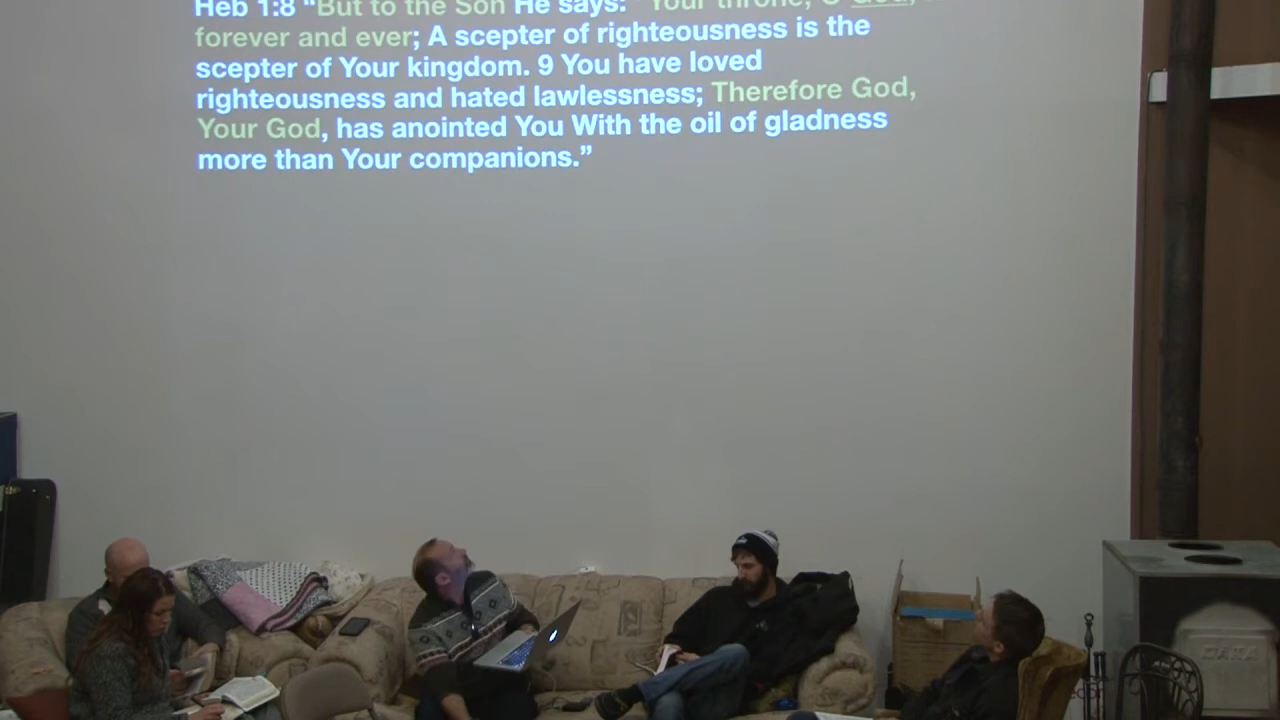 Heb 1:8 “But to the Son He says: Your throne, O God,
forever and ever; A scepter of righteousness is the
scepter of Your kingdom. 9 You have loved
righteousness and hated lawlessness; Therefore God,
Your God, has anointed You With the oil of gladness
more than Your companions.”